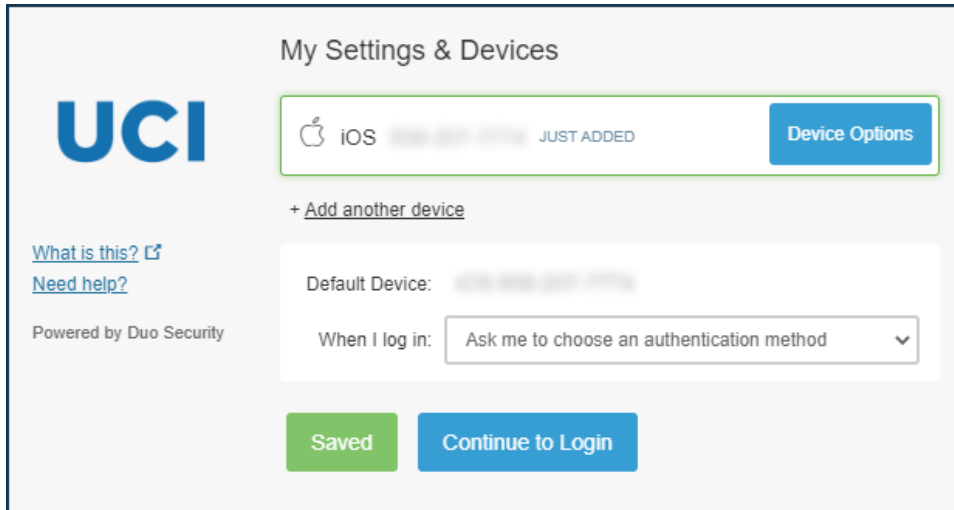 My Settings & Devices
UCI
iOS JUST ADDED
Device Options
+ Add another device
What is this?
Need help?
Powered by Duo Security
Default Device:
When I log in: Ask me to choose an authentication method
Saved
Continue to Login